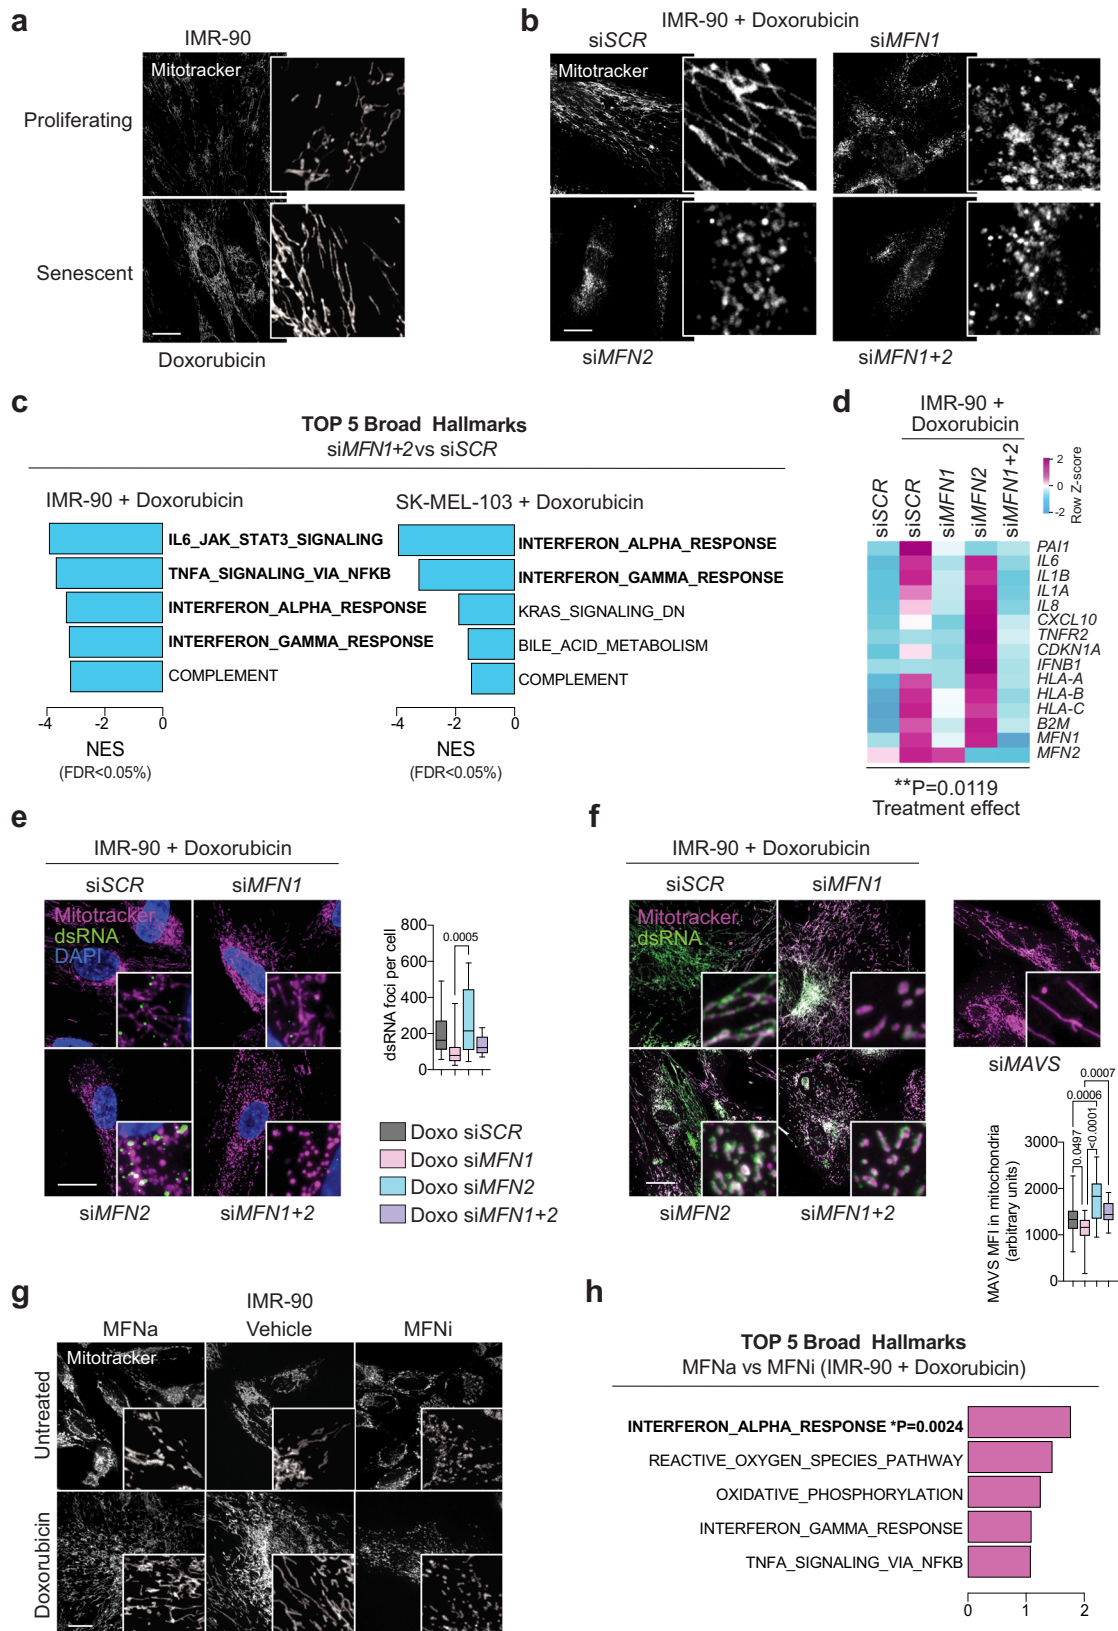 a
IMR-90
Mitotracker
Proliferating
Senescent
Doxorubicin
b
IMR-90 + Doxorubicin
siSCR
siMFN1
Mitotracker
siMFN2
siMFN1+2
c
TOP 5 Broad Hallmarks
siMFN1+2 vs siSCR
IMR-90 + Doxorubicin
IL6_JAK_STAT3_SIGNALING
TNFA_SIGNALING_VIA_NFKB
INTERFERON_ALPHA_RESPONSE
INTERFERON_GAMMA_RESPONSE
COMPLEMENT
-4 -2 0
NES
(FDR<0.05%)
SK-MEL-103 + Doxorubicin
INTERFERON_ALPHA_RESPONSE
INTERFERON_GAMMA_RESPONSE
KRAS_SIGNALING_DN
BILE_ACID_METABOLISM
COMPLEMENT
-4 -2 0
NES
(FDR<0.05%)
d
IMR-90 +
Doxorubicin
siSCR
siSCR
siMFN1
siMFN2
siMFN1+2
2
0
-2
Row Z-score
PAI1
IL6
IL1B
IL1A
IL8
CXCL10
TNFR2
CDKN1A
IFNB1
HLA-A
HLA-B
HLA-C
B2M
MFN1
MFN2
**P=0.0119
Treatment effect
e
IMR-90 + Doxorubicin
siSCR
siMFN1
Mitotracker
dsRNA
DAPI
siMFN2
siMFN1+2
dsRNA foci per cell
800
600
400
200
0
0.0005
Doxo siSCR
Doxo siMFN1
Doxo siMFN2
Doxo siMFN1+2
f
IMR-90 + Doxorubicin
siSCR
siMFN1
Mitotracker
dsRNA
siMFN2
siMFN1+2
siMAVS
MAVS MFI in mitochondria
(arbitrary units)
3000
2000
1000
0
0.0007
0.0006
0.0497
<0.0001
g
IMR-90
MFNa
Vehicle
MFNi
Mitotracker
Untreated
Doxorubicin
h
TOP 5 Broad Hallmarks
MFNa vs MFNi (IMR-90 + Doxorubicin)
INTERFERON_ALPHA_RESPONSE *P=0.0024
REACTIVE_OXYGEN_SPECIES_PATHWAY
OXIDATIVE_PHOSPHORYLATION
INTERFERON_GAMMA_RESPONSE
TNFA_SIGNALING_VIA_NFKB
0 1 2